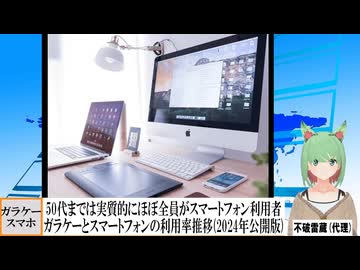 ガラケー
スマホ
50代までは実質的にほぼ全員がスマートフォン利用者
ガラケーとスマートフォンの利用率推移(2024年公開版)
不破雷蔵(代理)